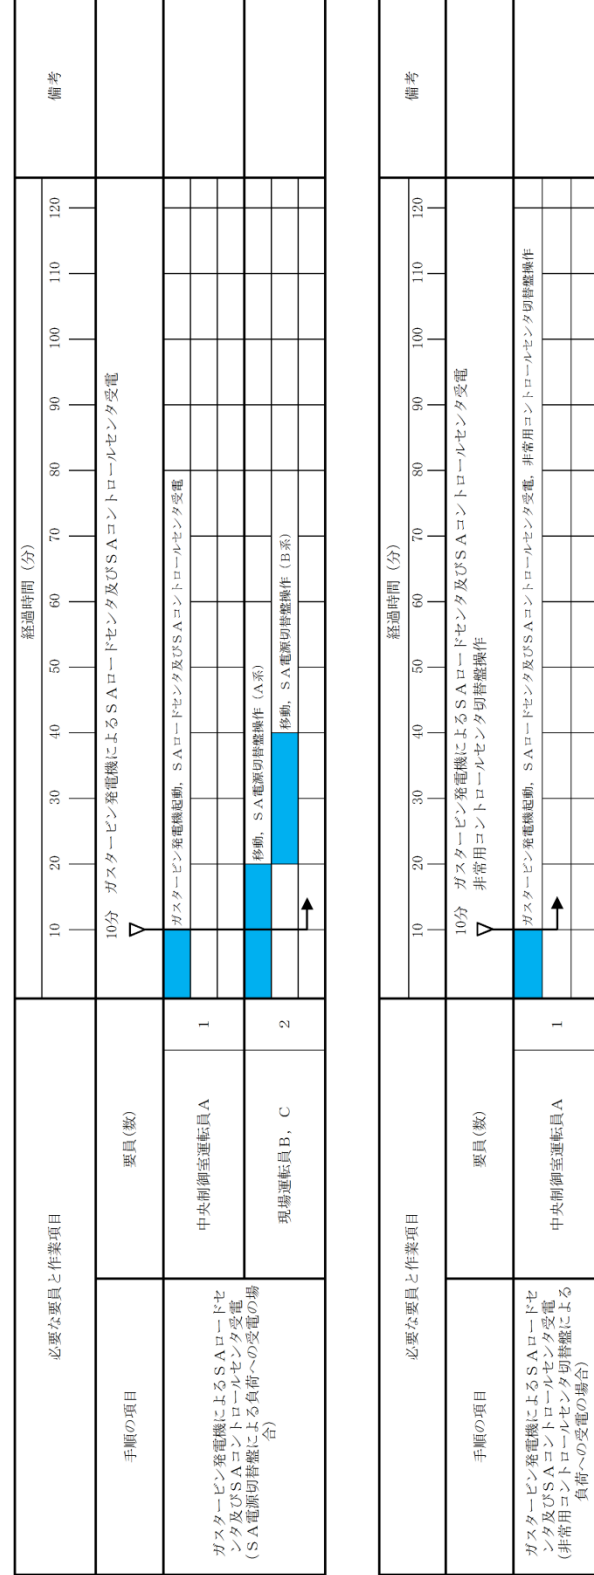 必要な要員と作業項目
経過時間（分）
備考
10 20 30 40 50 60 70 80 90 100 110 120
手順の項目
要員(数)
10分 ガスタービン発電機によるＳＡロードセンタ及びＳＡコントロールセンタ受電
ガスタービン発電機によるＳＡロードセ
ンタ及びＳＡコントロールセンタ受電
（ＳＡ電源切替盤による負荷への受電の場
合）
中央制御室運転員Ａ
1
ガスタービン発電機起動，ＳＡロードセンタ及びＳＡコントロールセンタ受電
現場運転員Ｂ，Ｃ
2
移動，ＳＡ電源切替盤操作（Ａ系）
移動，ＳＡ電源切替盤操作（Ｂ系）
必要な要員と作業項目
経過時間（分）
備考
10 20 30 40 50 60 70 80 90 100 110 120
手順の項目
要員(数)
10分 ガスタービン発電機によるＳＡロードセンタ及びＳＡコントロールセンタ受電
非常用コントロールセンタ切替盤操作
ガスタービン発電機によるＳＡロードセ
ンタ及びＳＡコントロールセンタ受電
（非常用コントロールセンタ切替盤による
負荷への受電の場合）
中央制御室運転員Ａ
1
ガスタービン発電機起動，ＳＡロードセンタ及びＳＡコントロールセンタ受電，非常用コントロールセンタ切替盤操作